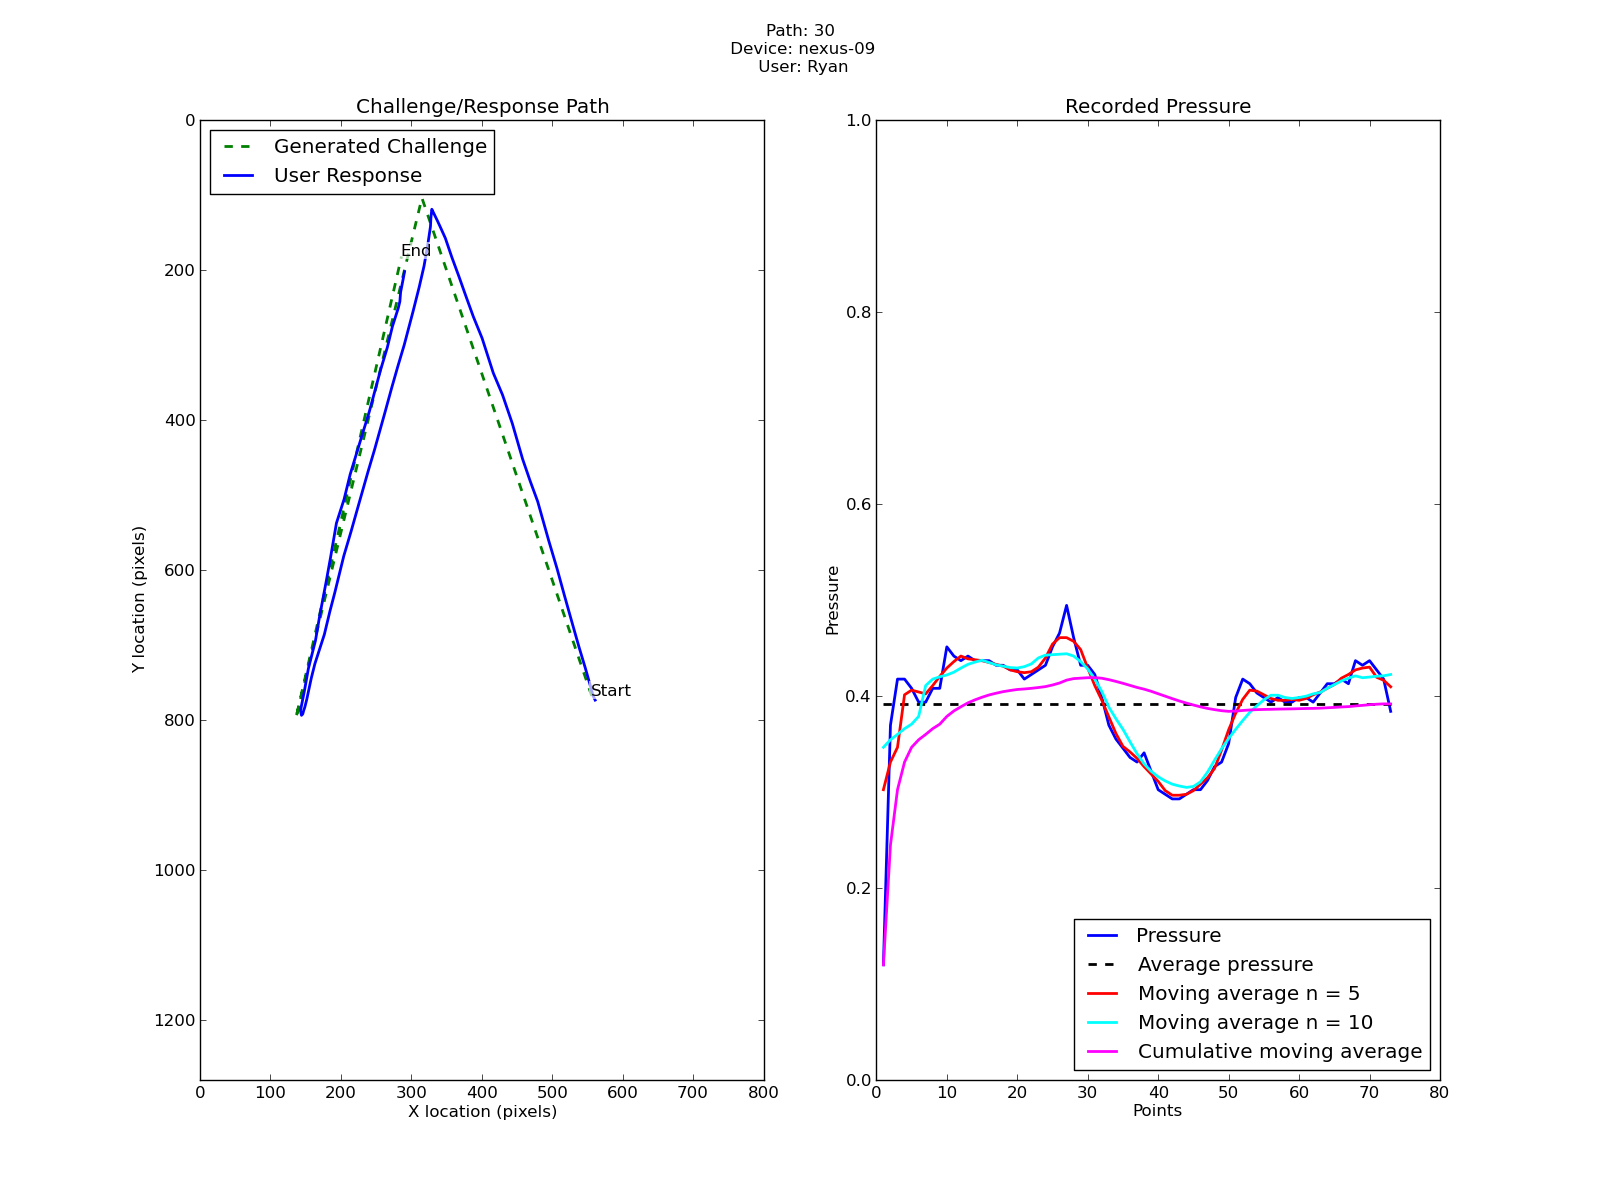 Path: 30
Device: nexus-09
User: Ryan
Challenge/Response Path
Generated Challenge
User Response
End
Start
0
200
400
600
800
1000
1200
Y location (pixels)
0 100 200 300 400 500 600 700 800
X location (pixels)
Recorded Pressure
1.0
0.8
0.6
0.4
0.2
0.0
Pressure
Pressure
Average pressure
Moving average n = 5
Moving average n = 10
Cumulative moving average
0 10 20 30 40 50 60 70 80
Points